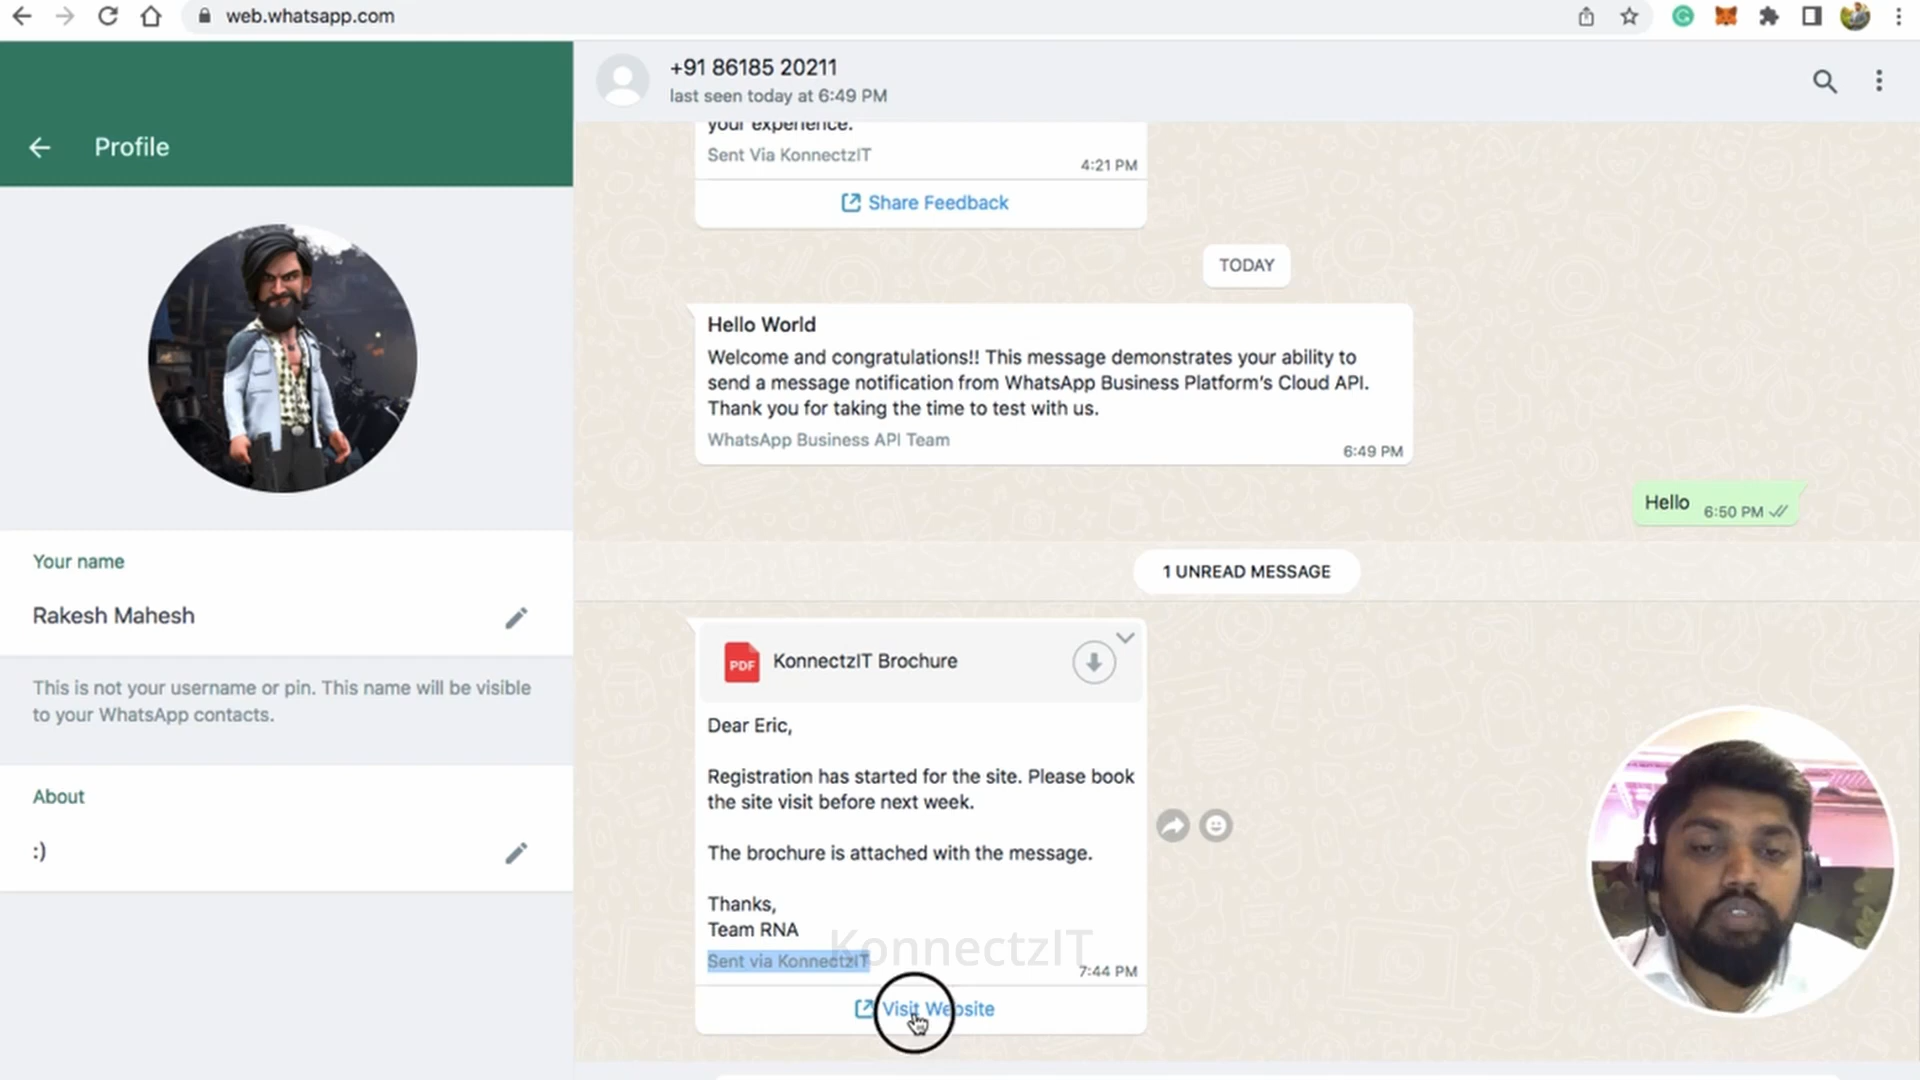 web.whatsapp.com
Profile
Your name
Rakesh Mahesh
This is not your username or pin. This name will be visible
to your WhatsApp contacts.
About
:)
+91 86185 20211
last seen today at 6:49 PM
your experience.
Sent Via KonnectzIT
4:21 PM
Share Feedback
TODAY
Hello World
Welcome and congratulations!! This message demonstrates your ability to
send a message notification from WhatsApp Business Platform's Cloud API.
Thank you for taking the time to test with us.
WhatsApp Business API Team
6:49 PM
Hello 6:50 PM
1 UNREAD MESSAGE
PDF KonnectzIT Brochure
Dear Eric,
Registration has started for the site. Please book
the site visit before next week.
The brochure is attached with the message.
Thanks,
Team RNA
KonnectzIT
Sent via KonnectzIT
7:44 PM
Visit Website